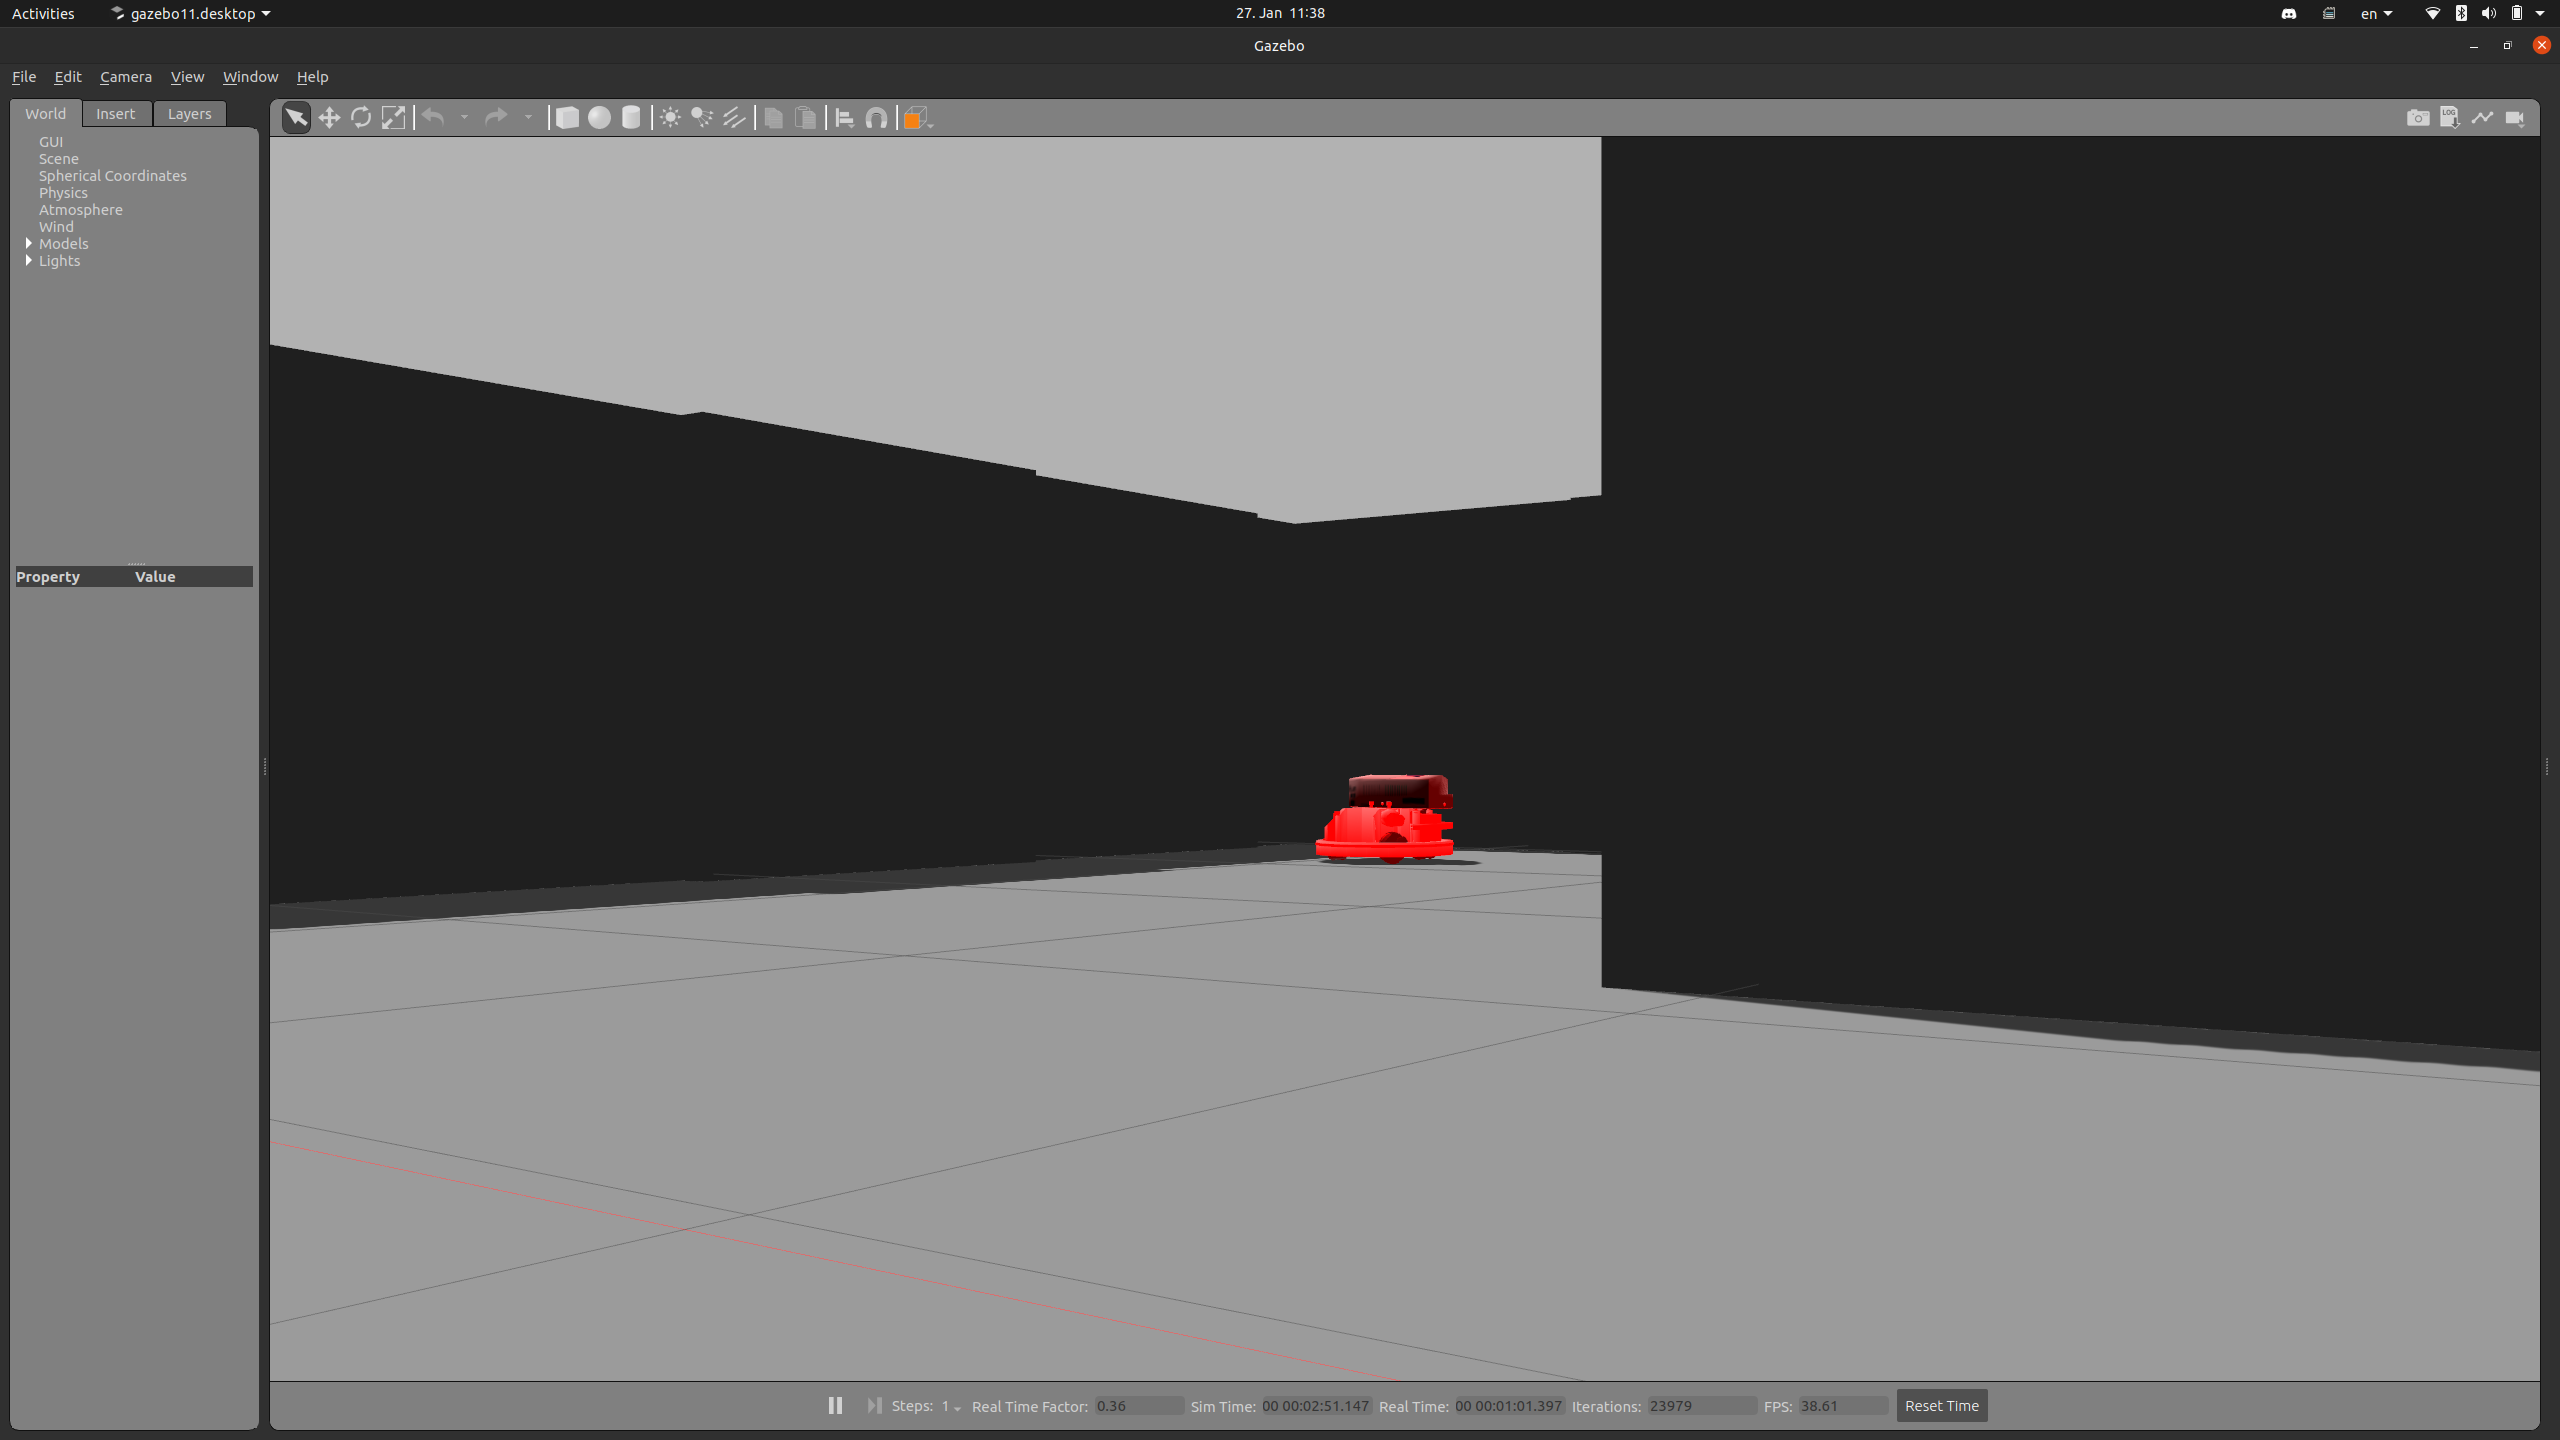 Activities gazebo11.desktop 27. Jan 11:38 en
Gazebo
File Edit Camera View Window Help
World Insert Layers
LOG
GUI
Scene
Spherical Coordinates
Physics
Atmosphere
Wind
Models
Lights
Property Value
Steps: 1 Real Time Factor: 0.36 Sim Time: 00 00:02:51.147 Real Time: 00 00:01:01.397 Iterations: 23979 FPS: 38.61 Reset Time